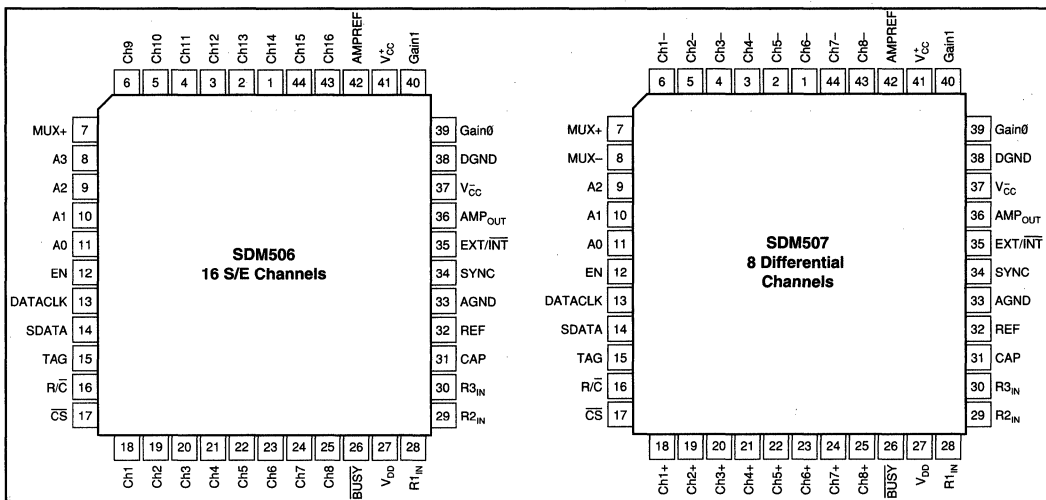 Ch9 Ch10 Ch11 Ch12 Ch13 Ch14 Ch15 Ch16 AMPREF V+CC Gain1
6 5 4 3 2 1 44 43 42 41 40
MUX+ 7
A3 8
A2 9
A1 10
A0 11
EN 12
DATACLK 13
SDATA 14
TAG 15
R/C̅ 16
C̅S̅ 17
SDM506
16 S/E Channels
39 Gain0
38 DGND
37 V-CC
36 AMPOUT
35 EXT/I̅N̅T̅
34 SYNC
33 AGND
32 REF
31 CAP
30 R3IN
29 R2IN
18 19 20 21 22 23 24 25 26 27 28
Ch1 Ch2 Ch3 Ch4 Ch5 Ch6 Ch7 Ch8 B̅U̅S̅Y̅ VDD R1IN
Ch1– Ch2– Ch3– Ch4– Ch5– Ch6– Ch7– Ch8– AMPREF V+CC Gain1
6 5 4 3 2 1 44 43 42 41 40
MUX+ 7
MUX– 8
A2 9
A1 10
A0 11
EN 12
DATACLK 13
SDATA 14
TAG 15
R/C̅ 16
C̅S̅ 17
SDM507
8 Differential
Channels
39 Gain0
38 DGND
37 V-CC
36 AMPOUT
35 EXT/I̅N̅T̅
34 SYNC
33 AGND
32 REF
31 CAP
30 R3IN
29 R2IN
18 19 20 21 22 23 24 25 26 27 28
Ch1+ Ch2+ Ch3+ Ch4+ Ch5+ Ch6+ Ch7+ Ch8+ B̅U̅S̅Y̅ VDD R1IN